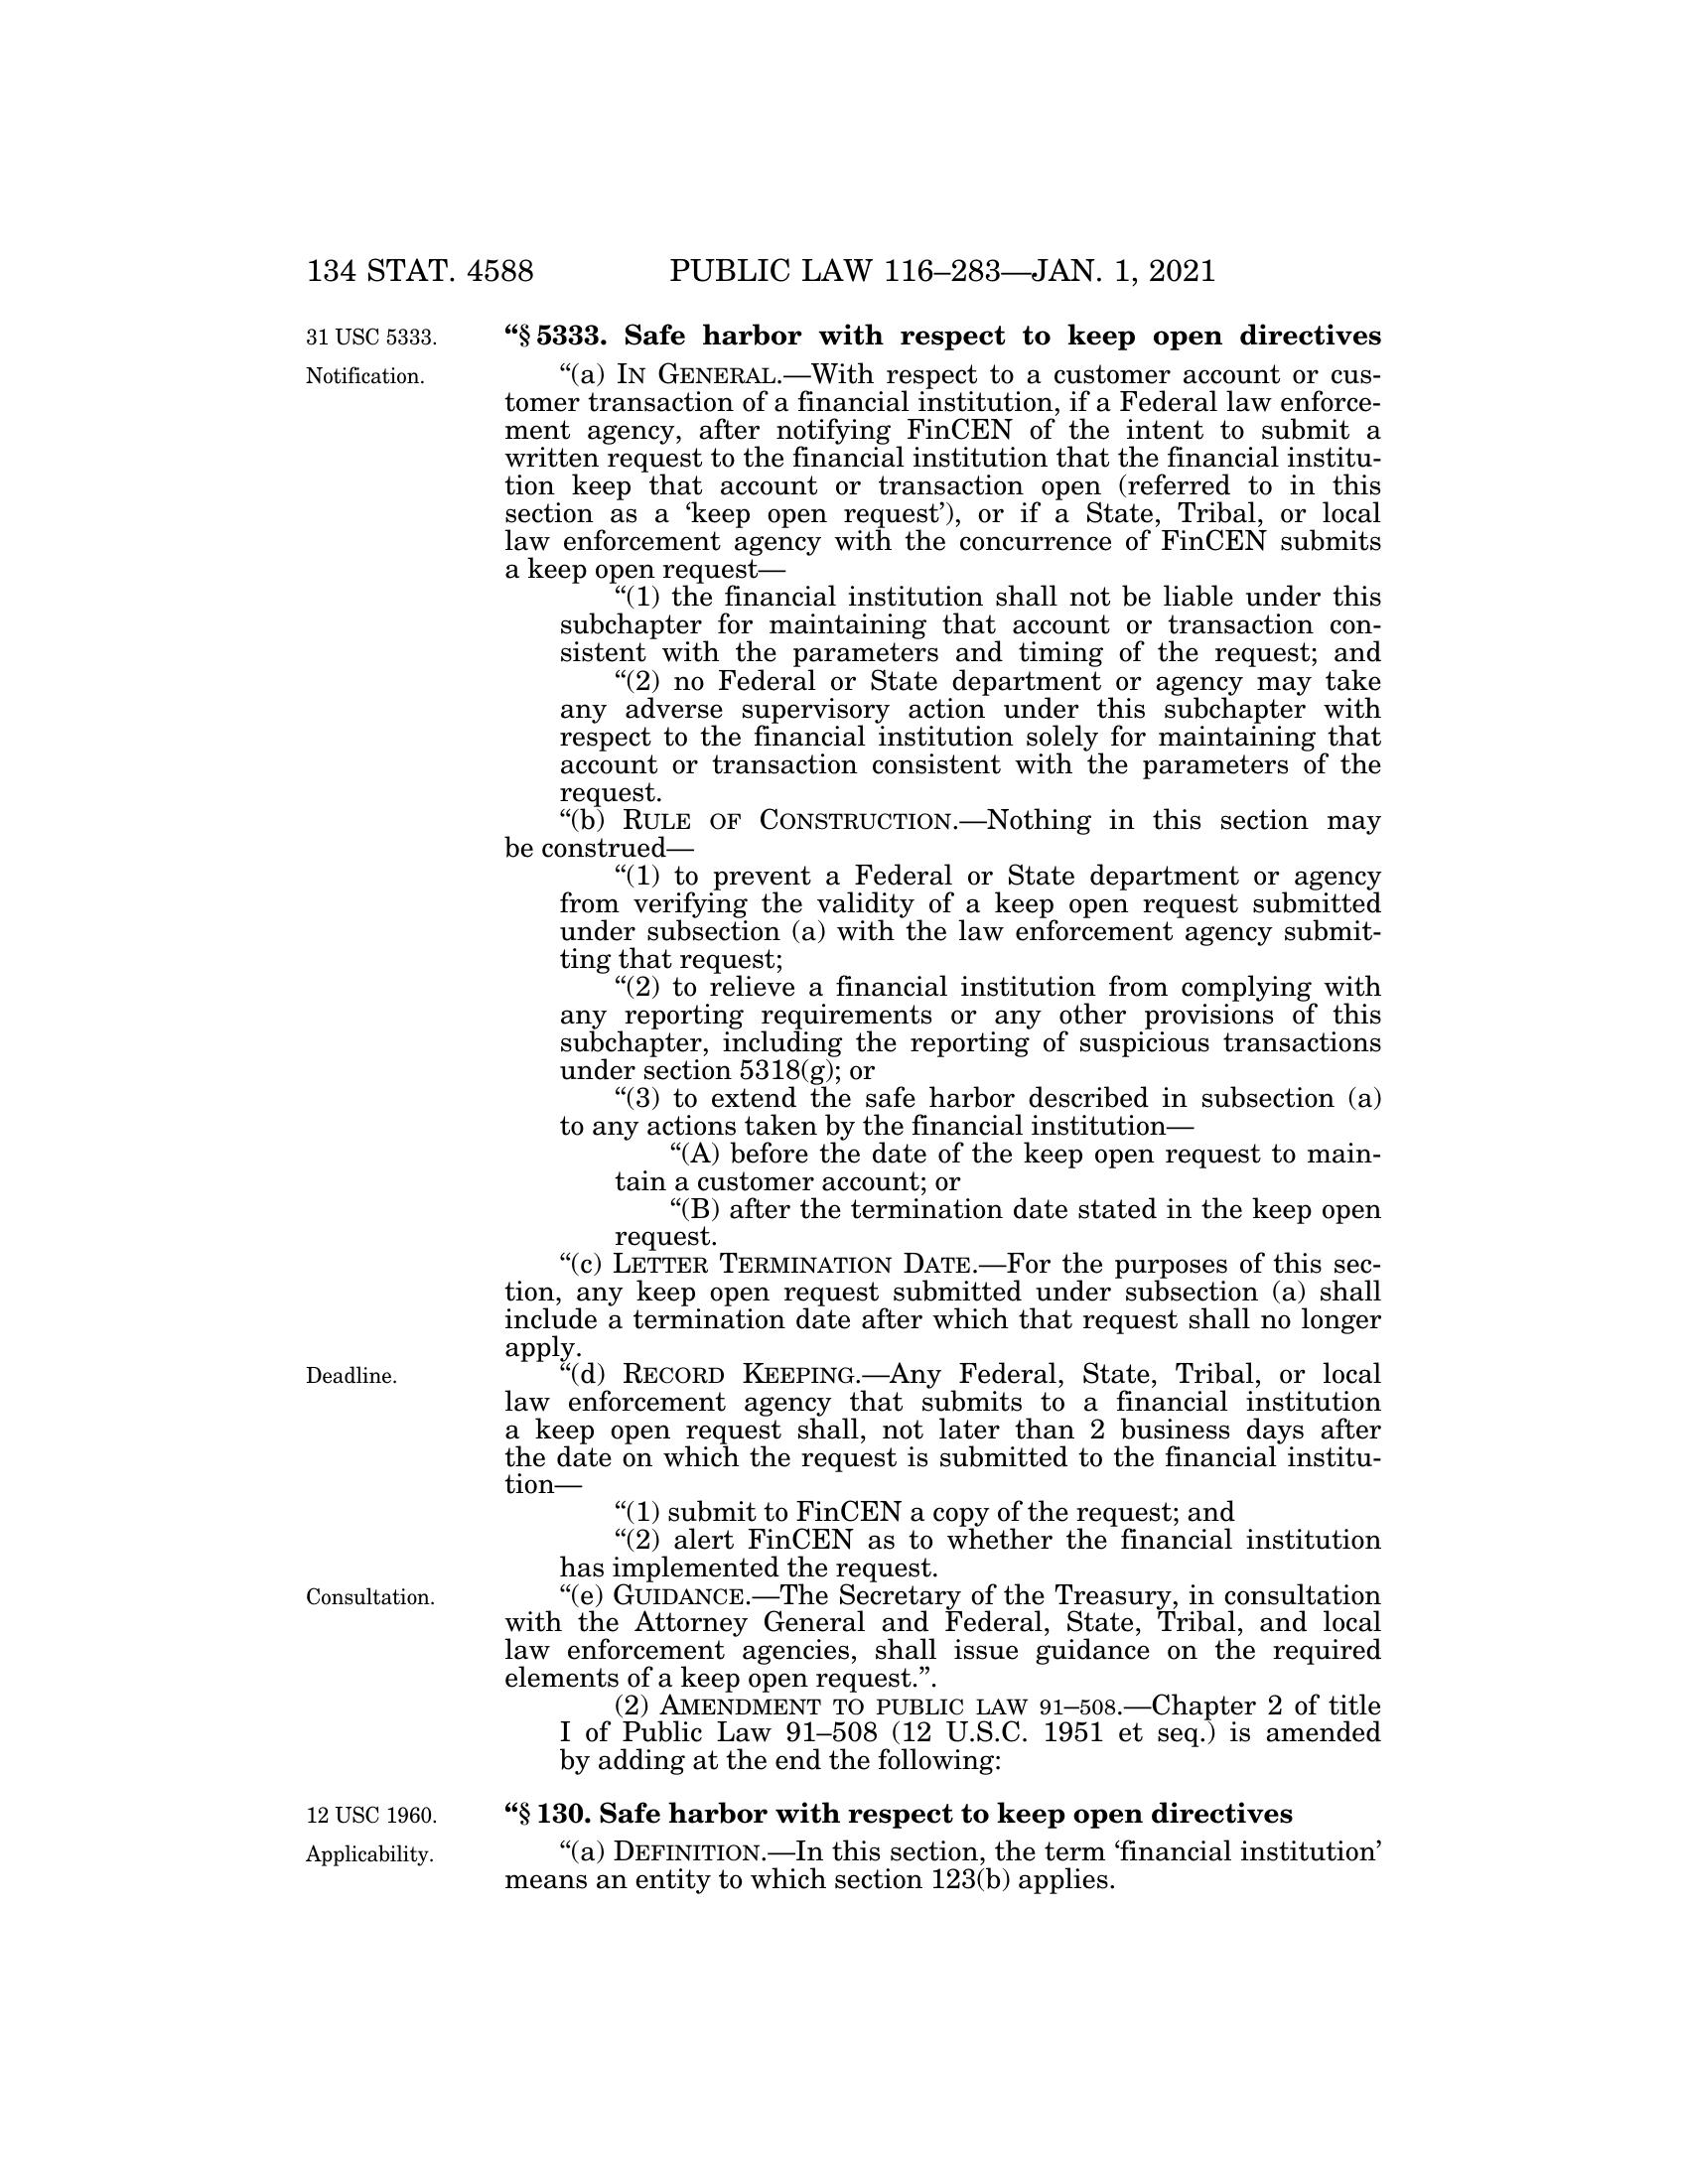 134 STAT. 4588 PUBLIC LAW 116–283—JAN. 1, 2021
31 USC 5333.
“§ 5333. Safe harbor with respect to keep open directives
Notification.
“(a) IN GENERAL.—With respect to a customer account or cus-
tomer transaction of a financial institution, if a Federal law enforce-
ment agency, after notifying FinCEN of the intent to submit a
written request to the financial institution that the financial institu-
tion keep that account or transaction open (referred to in this
section as a ‘keep open request’), or if a State, Tribal, or local
law enforcement agency with the concurrence of FinCEN submits
a keep open request—
“(1) the financial institution shall not be liable under this
subchapter for maintaining that account or transaction con-
sistent with the parameters and timing of the request; and
“(2) no Federal or State department or agency may take
any adverse supervisory action under this subchapter with
respect to the financial institution solely for maintaining that
account or transaction consistent with the parameters of the
request.
“(b) RULE OF CONSTRUCTION.—Nothing in this section may
be construed—
“(1) to prevent a Federal or State department or agency
from verifying the validity of a keep open request submitted
under subsection (a) with the law enforcement agency submit-
ting that request;
“(2) to relieve a financial institution from complying with
any reporting requirements or any other provisions of this
subchapter, including the reporting of suspicious transactions
under section 5318(g); or
“(3) to extend the safe harbor described in subsection (a)
to any actions taken by the financial institution—
“(A) before the date of the keep open request to main-
tain a customer account; or
“(B) after the termination date stated in the keep open
request.
“(c) LETTER TERMINATION DATE.—For the purposes of this sec-
tion, any keep open request submitted under subsection (a) shall
include a termination date after which that request shall no longer
apply.
Deadline.
“(d) RECORD KEEPING.—Any Federal, State, Tribal, or local
law enforcement agency that submits to a financial institution
a keep open request shall, not later than 2 business days after
the date on which the request is submitted to the financial institu-
tion—
“(1) submit to FinCEN a copy of the request; and
“(2) alert FinCEN as to whether the financial institution
has implemented the request.
Consultation.
“(e) GUIDANCE.—The Secretary of the Treasury, in consultation
with the Attorney General and Federal, State, Tribal, and local
law enforcement agencies, shall issue guidance on the required
elements of a keep open request.”.
(2) AMENDMENT TO PUBLIC LAW 91–508.—Chapter 2 of title
I of Public Law 91–508 (12 U.S.C. 1951 et seq.) is amended
by adding at the end the following:
12 USC 1960.
“§ 130. Safe harbor with respect to keep open directives
Applicability.
“(a) DEFINITION.—In this section, the term ‘financial institution’
means an entity to which section 123(b) applies.